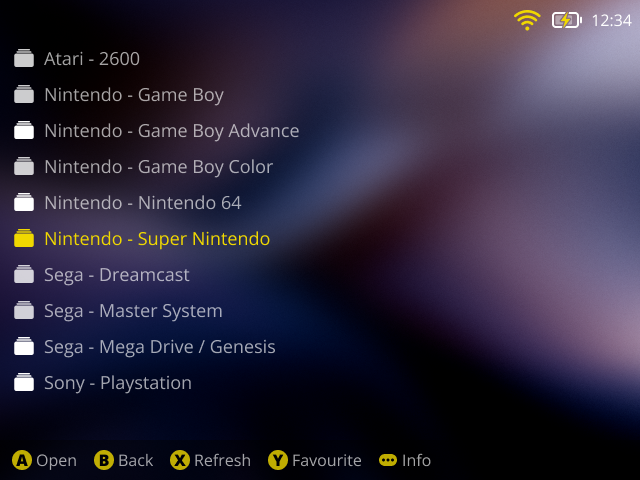 12:34
Atari - 2600
Nintendo - Game Boy
Nintendo - Game Boy Advance
Nintendo - Game Boy Color
Nintendo - Nintendo 64
Nintendo - Super Nintendo
Sega - Dreamcast
Sega - Master System
Sega - Mega Drive / Genesis
Sony - Playstation
A Open B Back X Refresh Y Favourite Info